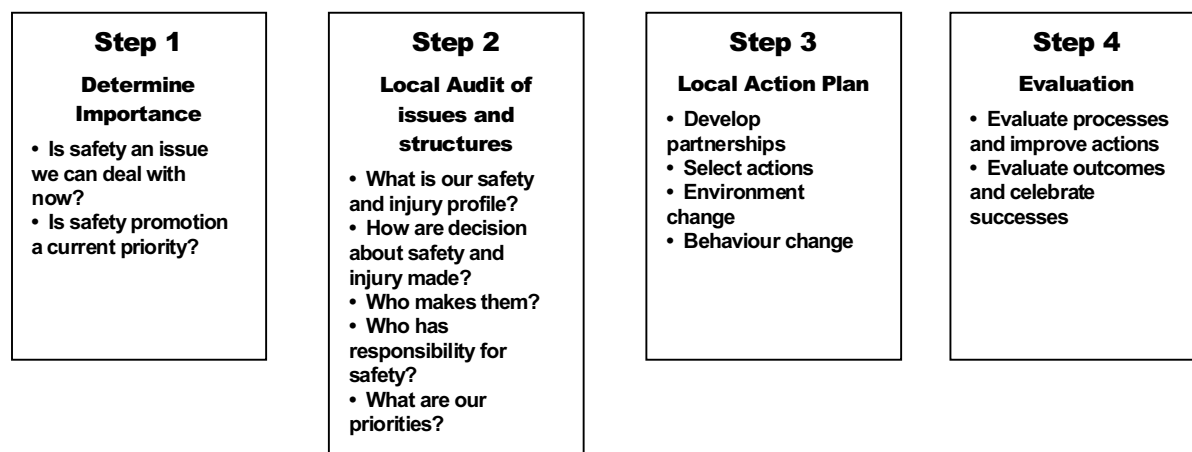 Step 1
Determine
Importance
• Is safety an issue
we can deal with
now?
• Is safety promotion
a current priority?
Step 2
Local Audit of
issues and
structures
• What is our safety
and injury profile?
• How are decision
about safety and
injury made?
• Who makes them?
• Who has
responsibility for
safety?
• What are our
priorities?
Step 3
Local Action Plan
• Develop
partnerships
• Select actions
• Environment
change
• Behaviour change
Step 4
Evaluation
• Evaluate processes
and improve actions
• Evaluate outcomes
and celebrate
successes